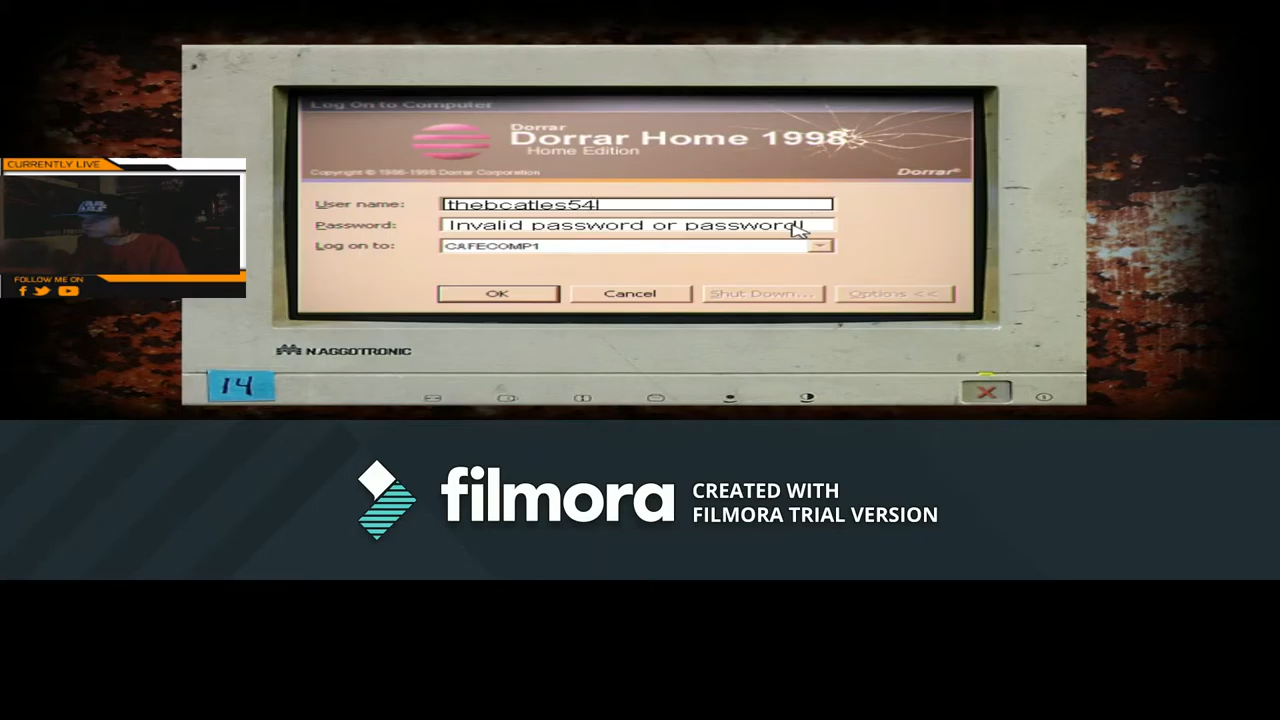 Log On to Computer
Dorrar
Dorrar Home 1998
Home Edition
Copyright © 1986-1998 Dorrar Corporation
Dorrar®
CURRENTLY LIVE
User name: thebcatles54
Password: Invalid password or password!
Log on to: CAFECOMP1
OK Cancel Shut Down... Options <<
FOLLOW ME ON
NAGGOTRONIC
14
filmora
CREATED WITH
FILMORA TRIAL VERSION